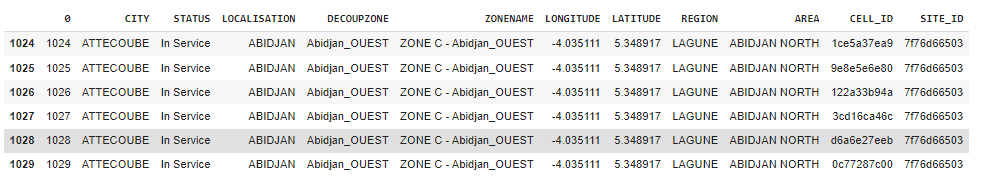 0 CITY STATUS LOCALISATION DECOUPZONE ZONENAME LONGITUDE LATITUDE REGION AREA CELL_ID SITE_ID
1024 1024 ATTECOUBE In Service ABIDJAN Abidjan_OUEST ZONE C - Abidjan_OUEST -4.035111 5.348917 LAGUNE ABIDJAN NORTH 1ce5a37ea9 7f76d66503
1025 1025 ATTECOUBE In Service ABIDJAN Abidjan_OUEST ZONE C - Abidjan_OUEST -4.035111 5.348917 LAGUNE ABIDJAN NORTH 9e8e5e6e80 7f76d66503
1026 1026 ATTECOUBE In Service ABIDJAN Abidjan_OUEST ZONE C - Abidjan_OUEST -4.035111 5.348917 LAGUNE ABIDJAN NORTH 122a33b94a 7f76d66503
1027 1027 ATTECOUBE In Service ABIDJAN Abidjan_OUEST ZONE C - Abidjan_OUEST -4.035111 5.348917 LAGUNE ABIDJAN NORTH 3cd16ca46c 7f76d66503
1028 1028 ATTECOUBE In Service ABIDJAN Abidjan_OUEST ZONE C - Abidjan_OUEST -4.035111 5.348917 LAGUNE ABIDJAN NORTH d6a6e27eeb 7f76d66503
1029 1029 ATTECOUBE In Service ABIDJAN Abidjan_OUEST ZONE C - Abidjan_OUEST -4.035111 5.348917 LAGUNE ABIDJAN NORTH 0c77287c00 7f76d66503